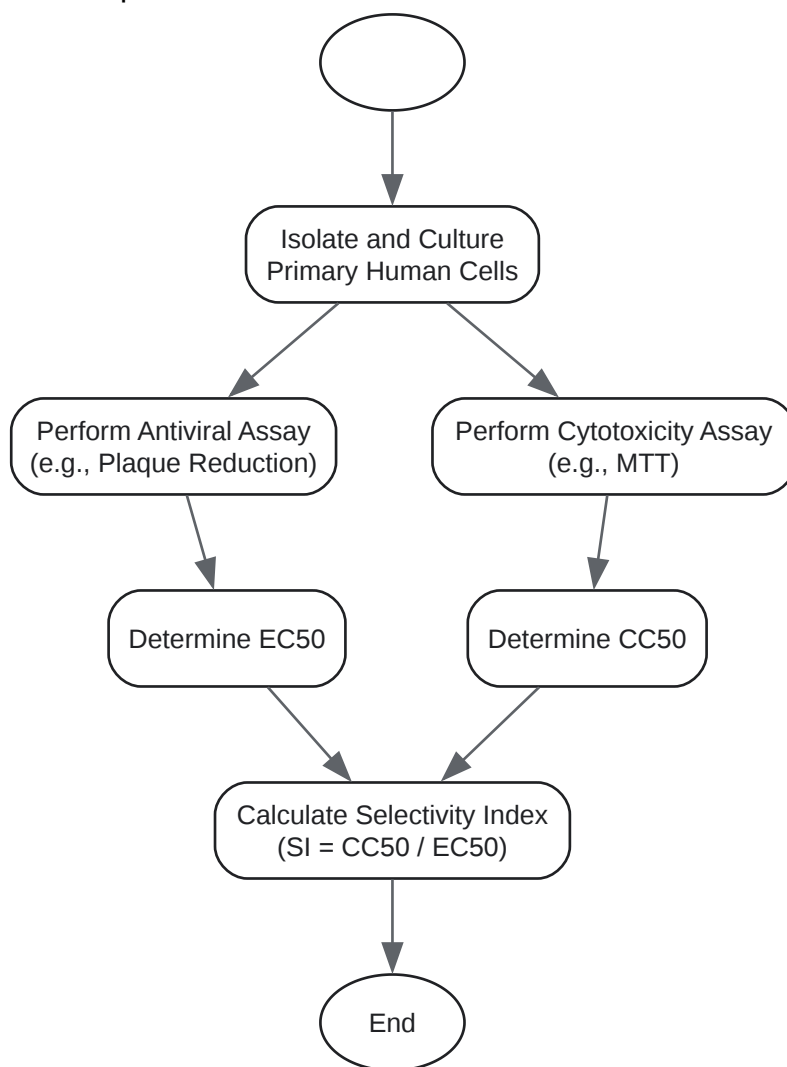 Isolate and Culture
Primary Human Cells
Perform Antiviral Assay
(e.g., Plaque Reduction)
Perform Cytotoxicity Assay
(e.g., MTT)
Determine EC50
Determine CC50
Calculate Selectivity Index
(SI = CC50 / EC50)
End